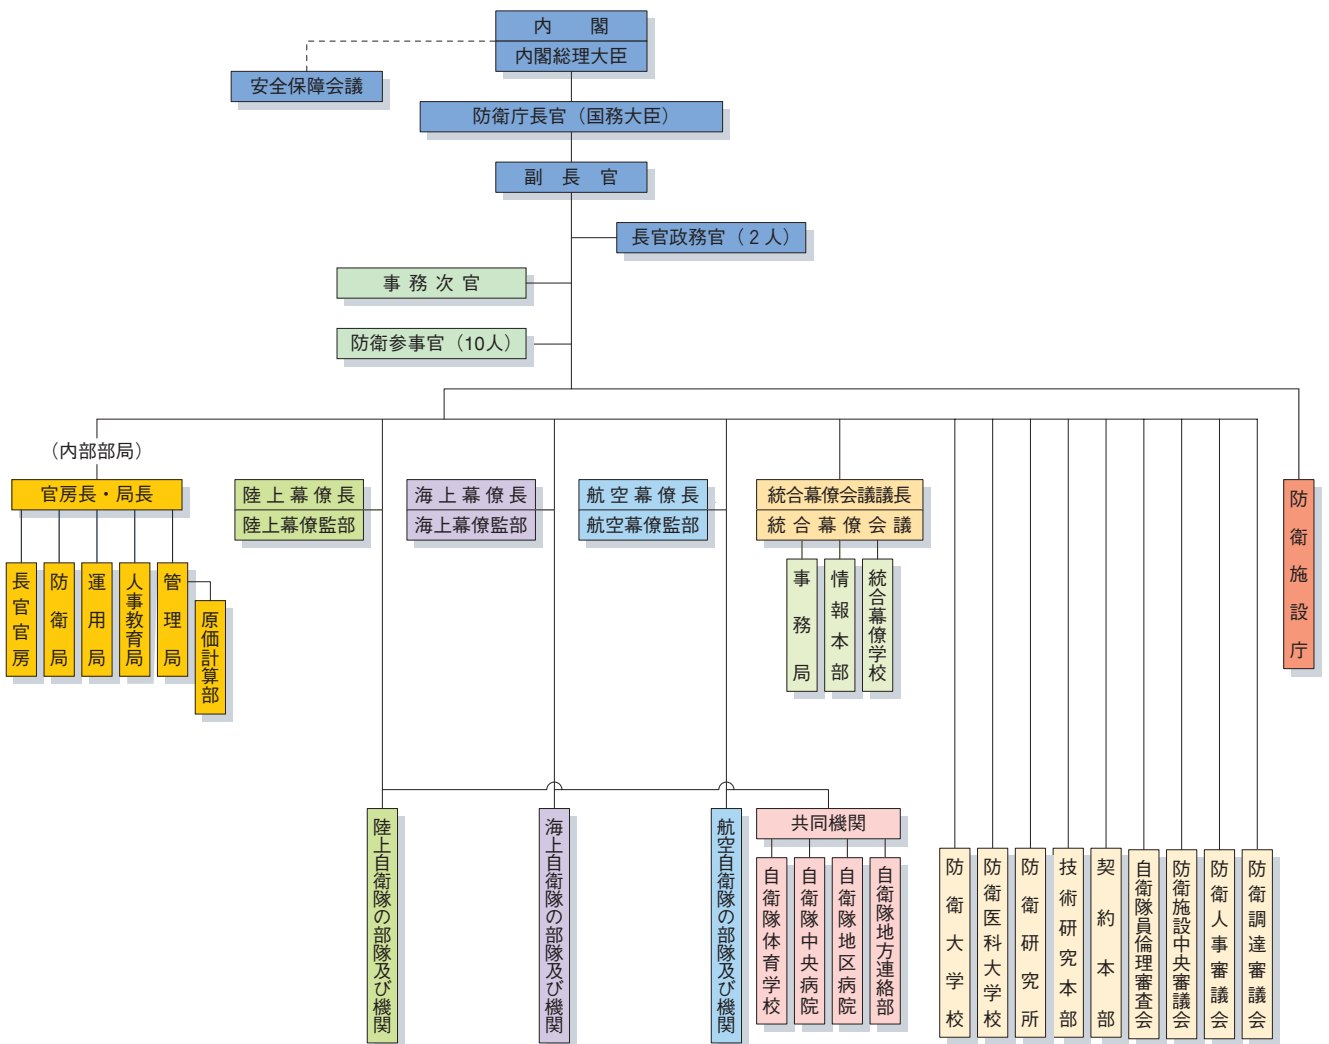 内　閣
内閣総理大臣
安全保障会議
防衛庁長官（国務大臣）
副　長　官
長官政務官（２人）
事 務 次 官
防衛参事官（10人）
（内部部局）
官房長・局長
陸上幕僚長
陸上幕僚監部
海上幕僚長
海上幕僚監部
航空幕僚長
航空幕僚監部
統合幕僚会議議長
統合幕僚会議
防衛施設庁
長官官房
防衛局
運用局
人事教育局
管理局
原価計算部
事務局
情報本部
統合幕僚学校
陸上自衛隊の部隊及び機関
海上自衛隊の部隊及び機関
航空自衛隊の部隊及び機関
共同機関
自衛隊体育学校
自衛隊中央病院
自衛隊地区病院
自衛隊地方連絡部
防衛大学校
防衛医科大学校
防衛研究所
技術研究本部
契約本部
自衛隊員倫理審査会
防衛施設中央審議会
防衛人事審議会
防衛調達審議会